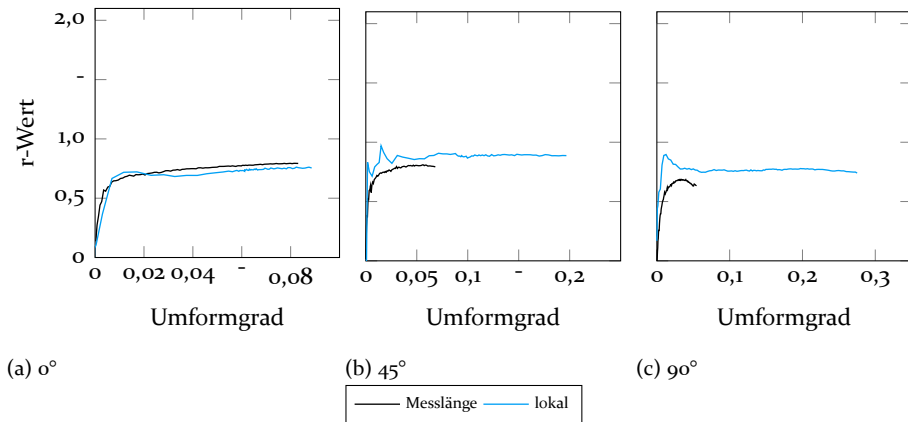 2,0
-
1,0
0,5
0
r-Wert
0 0,02 0,04 - 0,08
Umformgrad
(a) 0°
0 0,05 0,1 - 0,2
Umformgrad
(b) 45°
0 0,1 0,2 0,3
Umformgrad
(c) 90°
Messlänge lokal